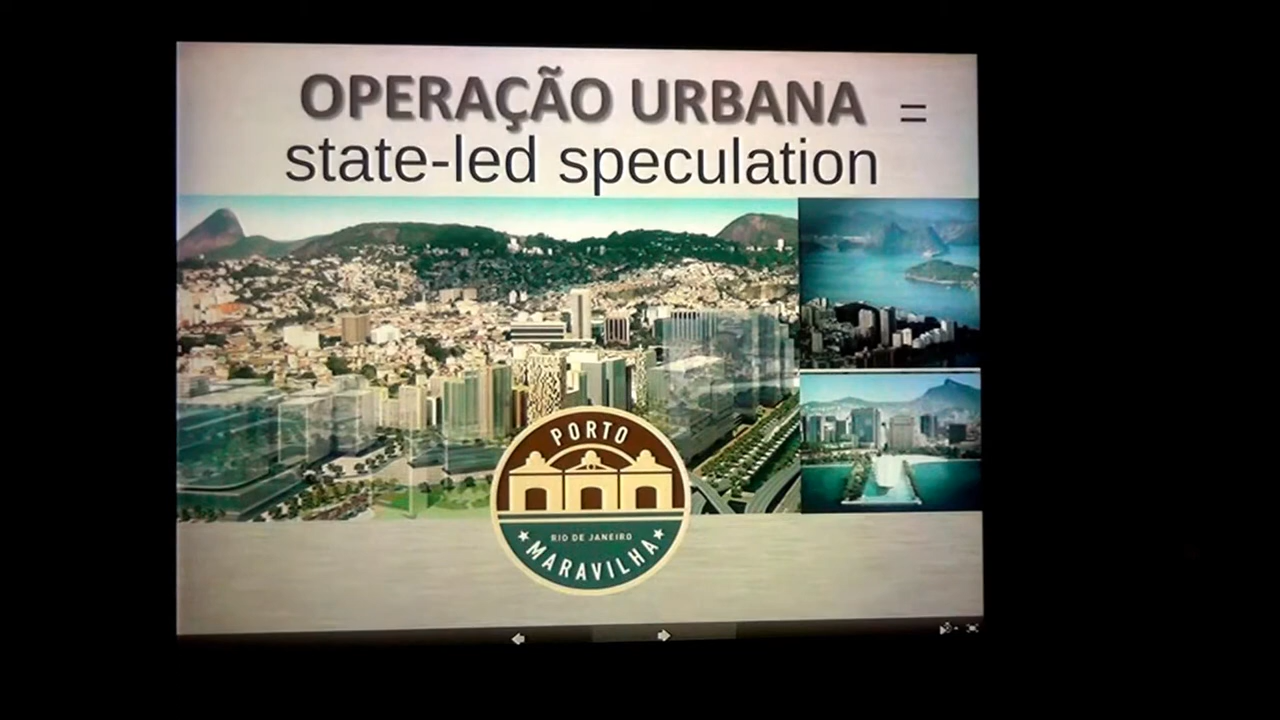 OPERAÇÃO URBANA =
state-led speculation
PORTO
RIO DE JANEIRO
MARAVILHA